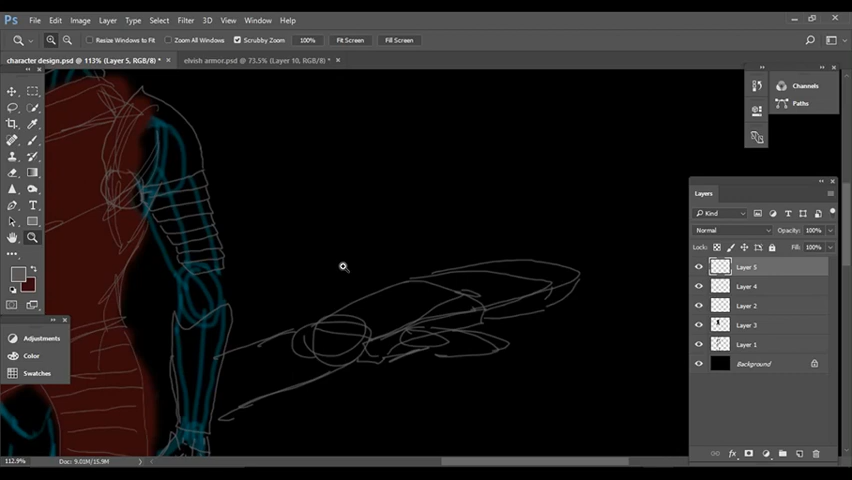 Ps File Edit Image Layer Type Select Filter 3D View Window Help
Resize Windows to Fit Zoom All Windows Scrubby Zoom 100% Fit Screen Fill Screen
character design.psd @ 113% (Layer 5, RGB/8) * × elvish armor.psd @ 73.5% (Layer 10, RGB/8) * ×
Channels
Paths
Layers
Kind
Normal Opacity: 100%
Lock: Fill: 100%
Layer 5
Layer 4
Layer 2
Layer 3
Layer 1
Background
Adjustments
Color
Swatches
fx
112.9% Doc: 9.01M/15.9M